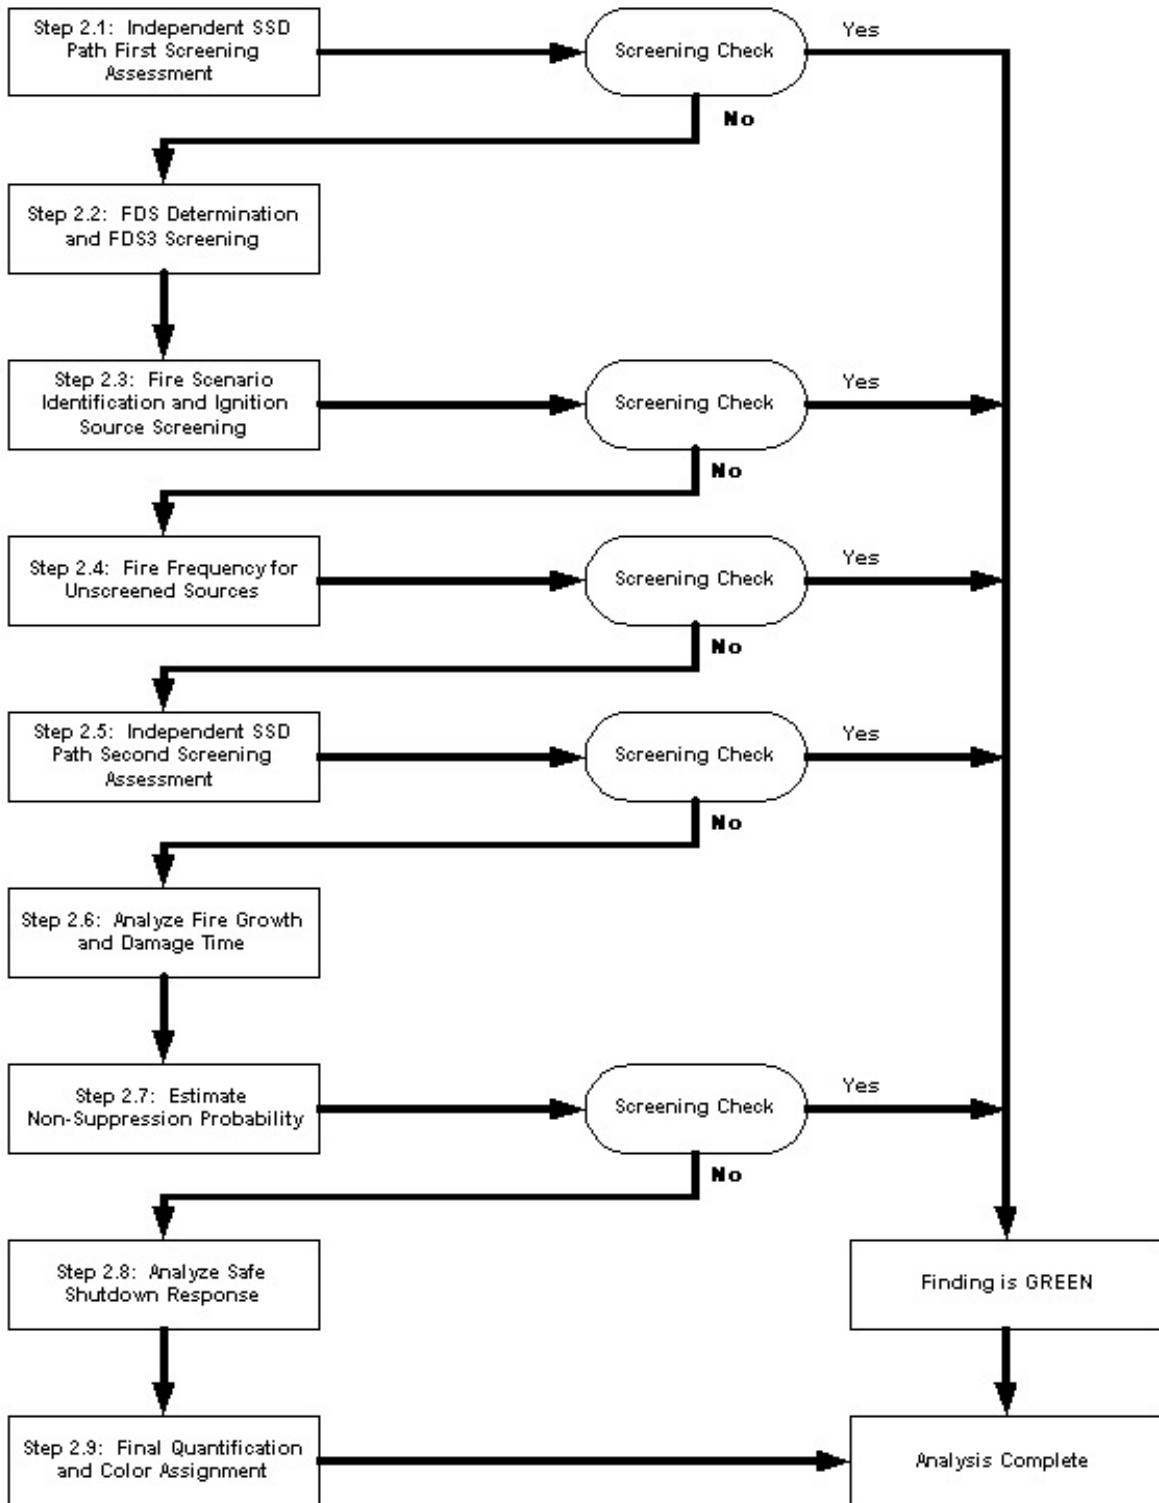 Step 2.1: Independent SSD
Path First Screening
Assessment
Screening Check
Yes
No
Step 2.2: FDS Determination
and FDS3 Screening
Step 2.3: Fire Scenario
Identification and Ignition
Source Screening
Screening Check
Yes
No
Step 2.4: Fire Frequency for
Unscreened Sources
Screening Check
Yes
No
Step 2.5: Independent SSD
Path Second Screening
Assessment
Screening Check
Yes
No
Step 2.6: Analyze Fire Growth
and Damage Time
Step 2.7: Estimate
Non-Suppression Probability
Screening Check
Yes
No
Step 2.8: Analyze Safe
Shutdown Response
Finding is GREEN
Step 2.9: Final Quantification
and Color Assignment
Analysis Complete